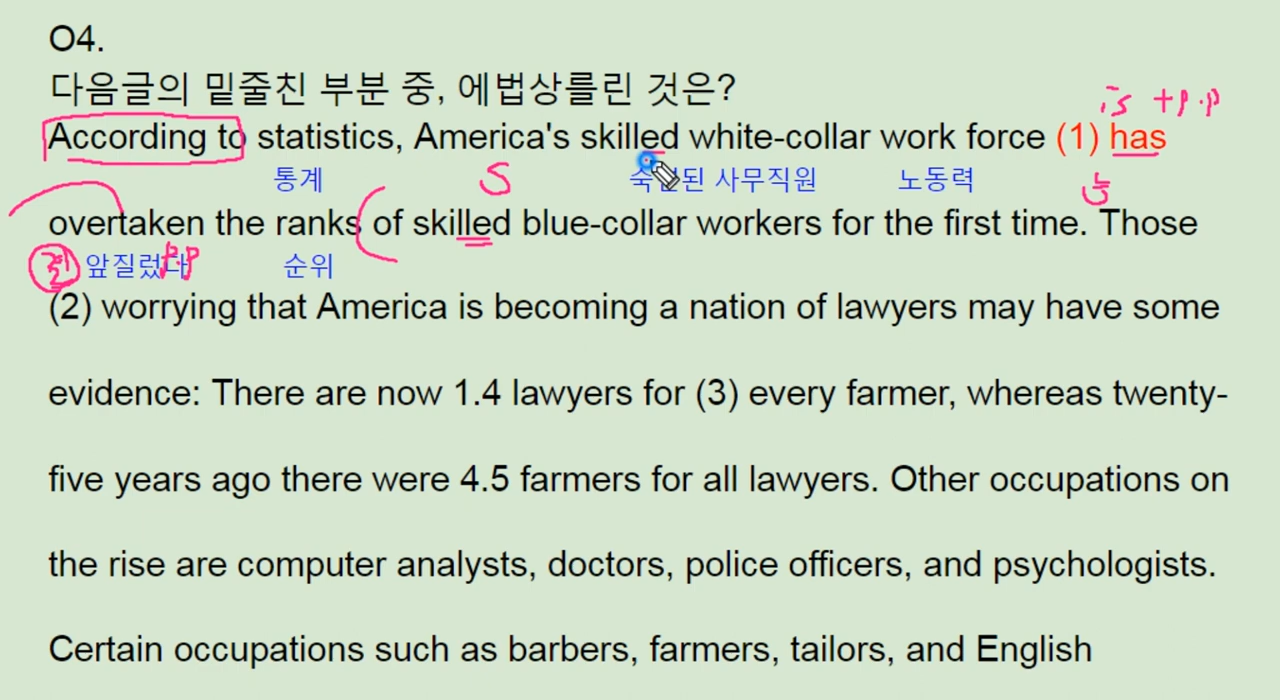 O4.
다음글의 밑줄친 부분 중, 에법상를린 것은?
is +p.p
According to statistics, America's skilled white-collar work force (1) has
통계 S 숙 된 사무직원 노동력 능
overtaken the ranks of skilled blue-collar workers for the first time. Those
앞질렀다 p.p 순위
(2) worrying that America is becoming a nation of lawyers may have some
evidence: There are now 1.4 lawyers for (3) every farmer, whereas twenty-
five years ago there were 4.5 farmers for all lawyers. Other occupations on
the rise are computer analysts, doctors, police officers, and psychologists.
Certain occupations such as barbers, farmers, tailors, and English